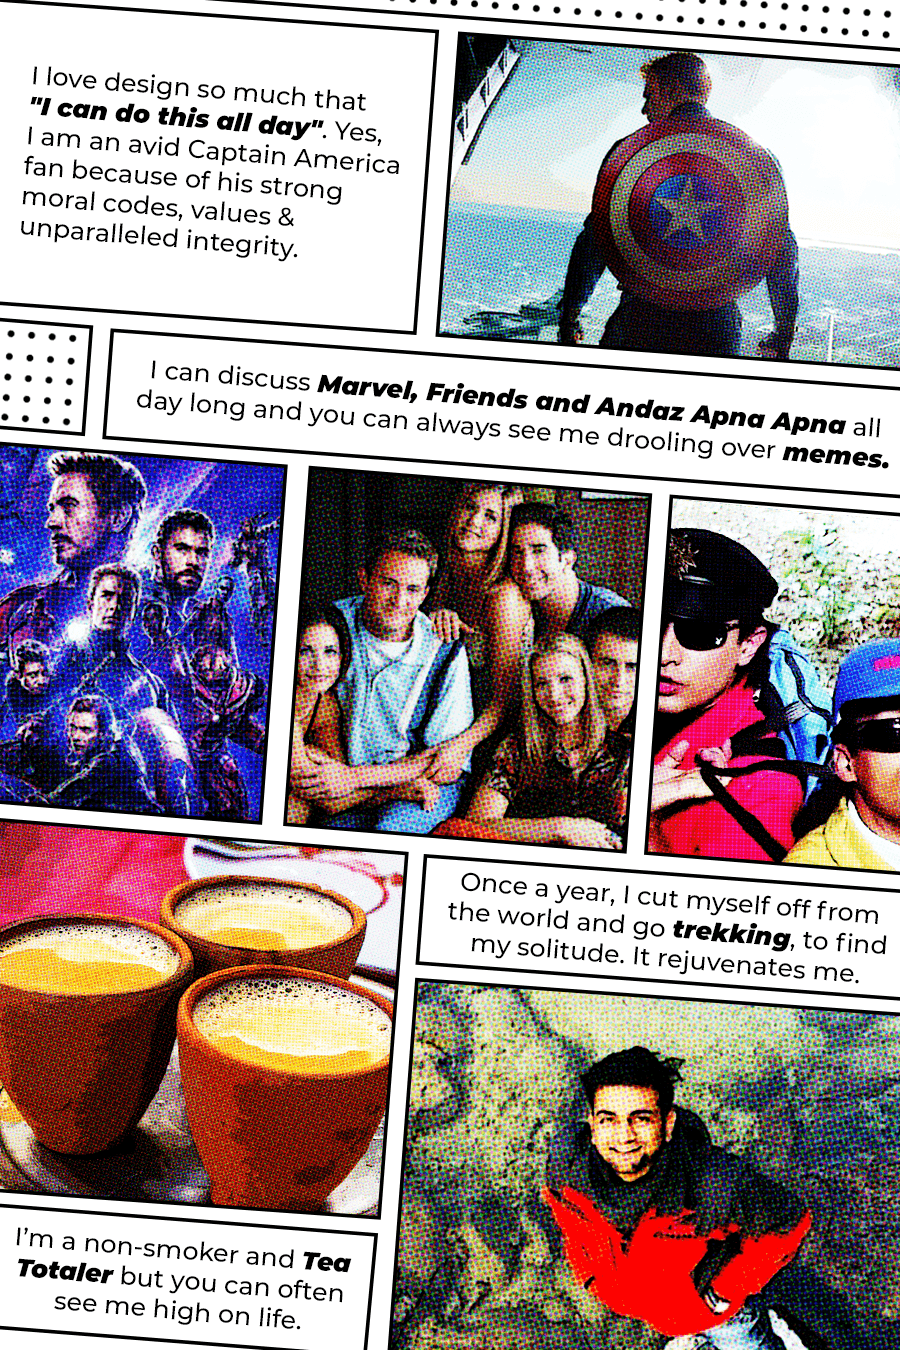 I love design so much that
"I can do this all day". Yes,
I am an avid Captain America
fan because of his strong
moral codes, values &
unparalleled integrity.
I can discuss Marvel, Friends and Andaz Apna Apna all
day long and you can always see me drooling over memes.
Once a year, I cut myself off from
the world and go trekking, to find
my solitude. It rejuvenates me.
I'm a non-smoker and Tea
Totaler but you can often
see me high on life.